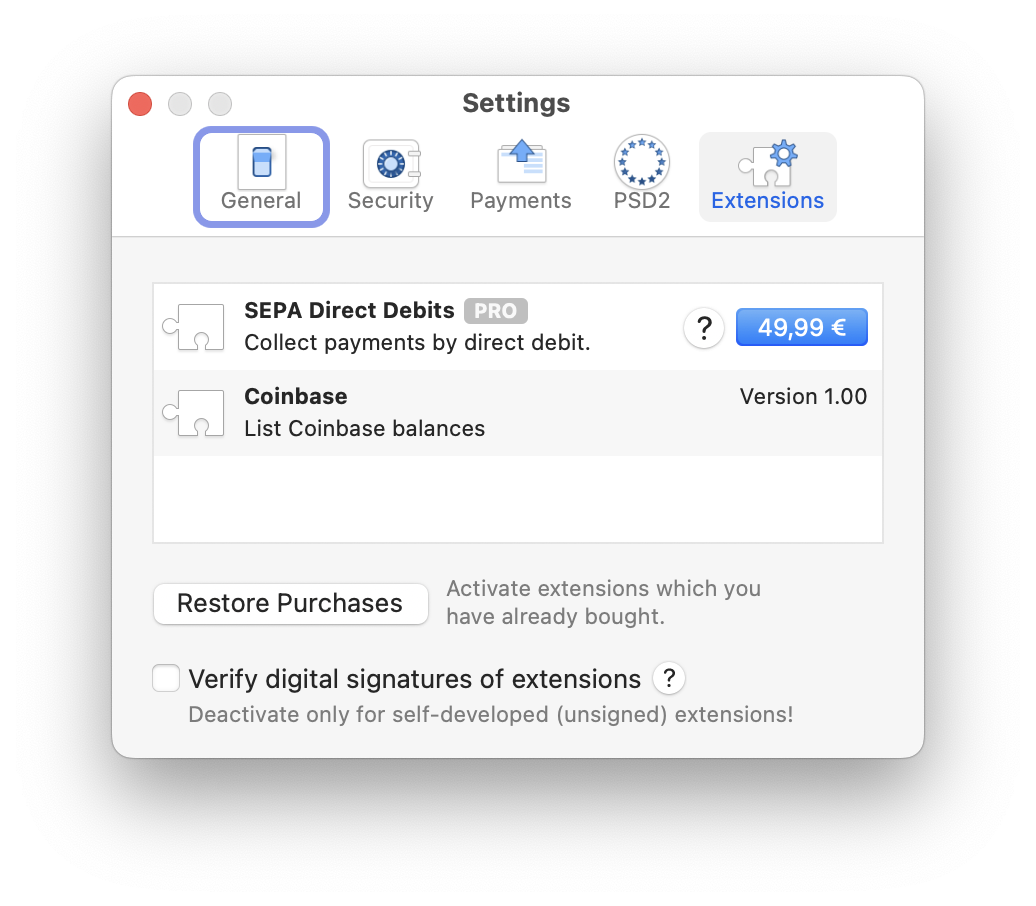 Settings
General Security Payments PSD2 Extensions
SEPA Direct Debits PRO
Collect payments by direct debit.
? 49,99 €
Coinbase Version 1.00
List Coinbase balances
Restore Purchases
Activate extensions which you
have already bought.
Verify digital signatures of extensions ?
Deactivate only for self-developed (unsigned) extensions!